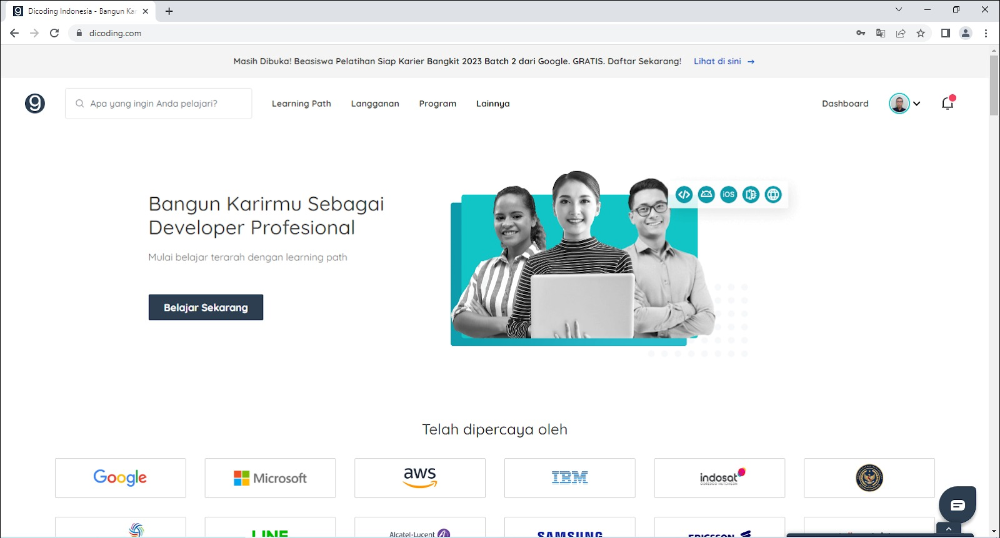 Dicoding Indonesia - Bangun Ka
dicoding.com
Masih Dibuka! Beasiswa Pelatihan Siap Karier Bangkit 2023 Batch 2 dari Google. GRATIS. Daftar Sekarang! Lihat di sini →
Apa yang ingin Anda pelajari?
Learning Path
Langganan
Program
Lainnya
Dashboard
iOS
Bangun Karirmu Sebagai
Developer Profesional
Mulai belajar terarah dengan learning path
Belajar Sekarang
Telah dipercaya oleh
Google
Microsoft
aws
IBM
indosat
OOREDOO HUTCHISON
LINE
Alcatel·Lucent
SAMSUNG
ERICSSON